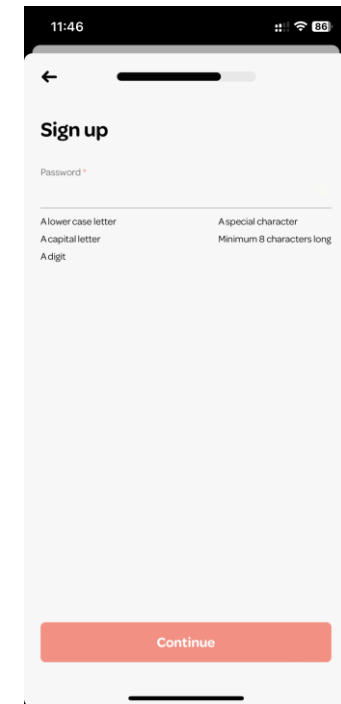 11:46
86
Sign up
Password *
A lower case letter
A special character
A capital letter
Minimum 8 characters long
A digit
Continue